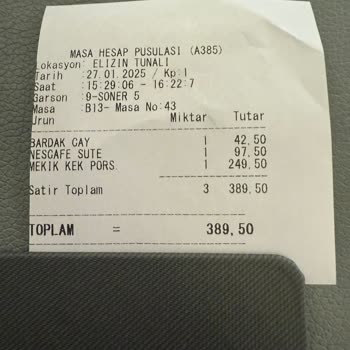 MASA HESAP PUSULASI (A385)
Lokasyon: ELIZIN TUNALI
Tarih : 27.01.2025 / Kp:1
Saat : 15:29:06 - 16:22:7
Garson : 9-SONER 5
Masa : B13- Masa No:43
Urun Miktar Tutar
BARDAK CAY 1 42,50
NESCAFE SUTE 1 97,50
MEKIK KEK PORS 1 249,50
Satir Toplam 3 389,50
TOPLAM = 389,50